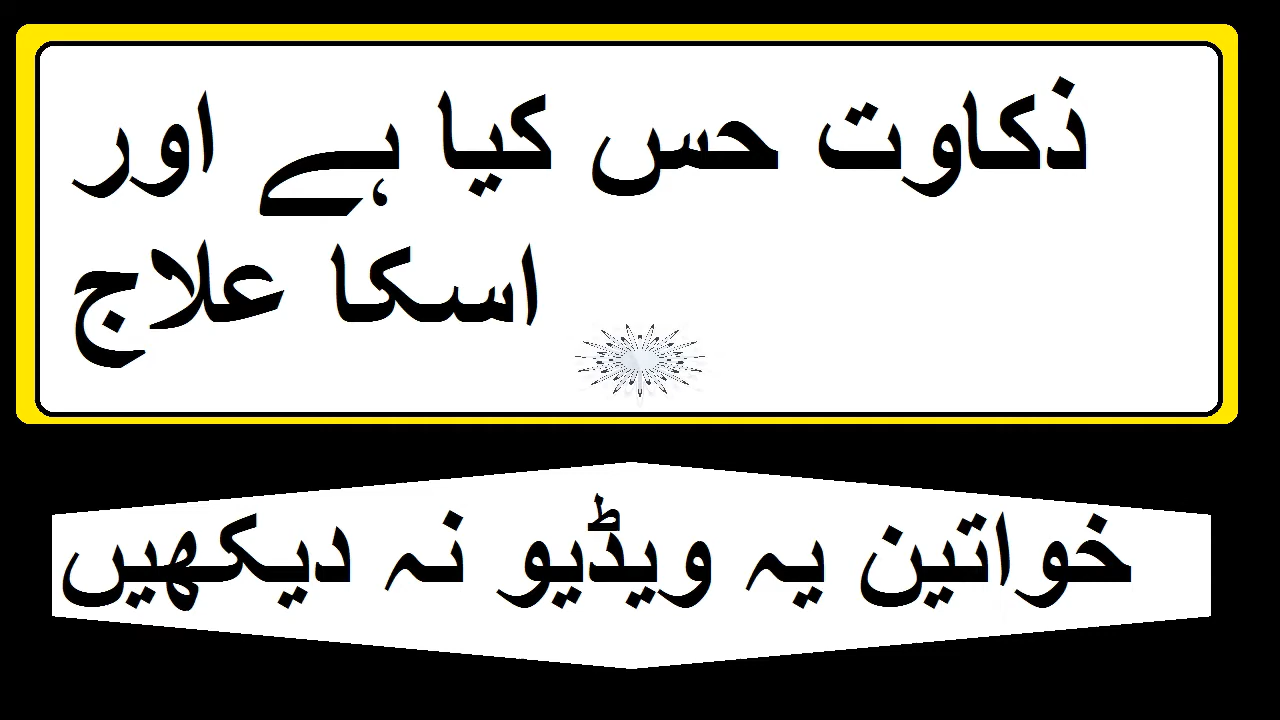 ذکاوت حس کیا ہے اور
اسکا علاج
خواتین یہ ویڈیو نہ دیکھیں